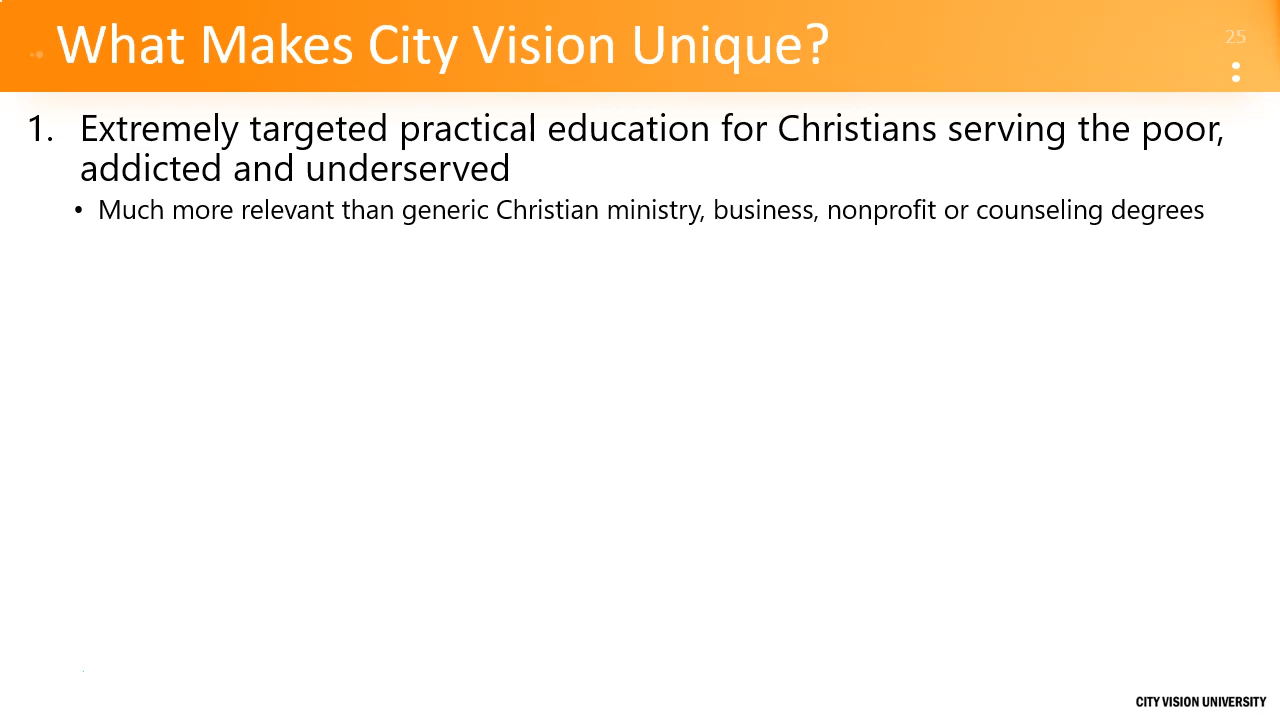 What Makes City Vision Unique?
25
1. Extremely targeted practical education for Christians serving the poor,
addicted and underserved
• Much more relevant than generic Christian ministry, business, nonprofit or counseling degrees
CITY VISION UNIVERSITY